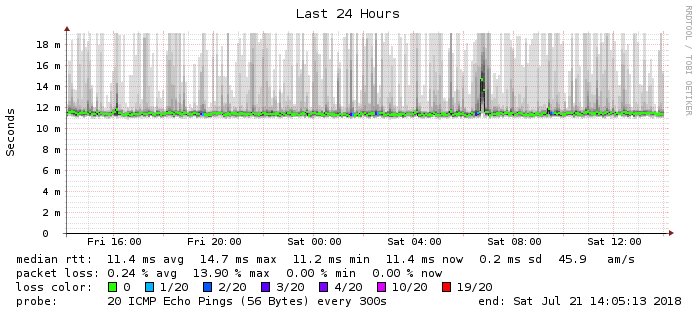 Last 24 Hours
RRDTOOL / TOBI OETIKER
Seconds
18 m
16 m
14 m
12 m
10 m
8 m
6 m
4 m
2 m
0
Fri 16:00 Fri 20:00 Sat 00:00 Sat 04:00 Sat 08:00 Sat 12:00
median rtt: 11.4 ms avg 14.7 ms max 11.2 ms min 11.4 ms now 0.2 ms sd 45.9 am/s
packet loss: 0.24 % avg 13.90 % max 0.00 % min 0.00 % now
loss color: 0 1/20 2/20 3/20 4/20 10/20 19/20
probe: 20 ICMP Echo Pings (56 Bytes) every 300s end: Sat Jul 21 14:05:13 2018